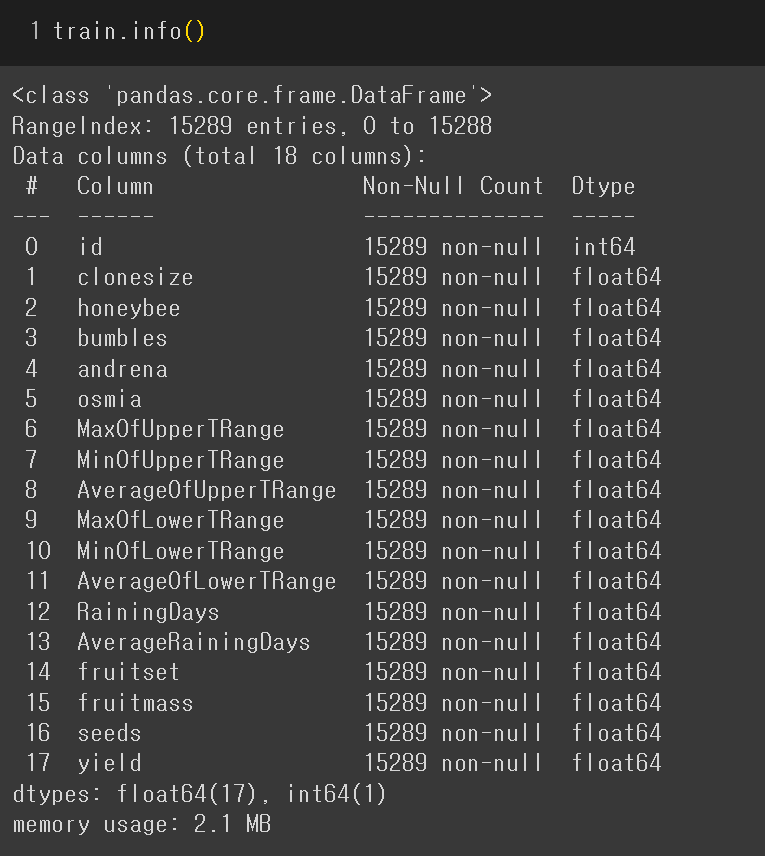 1 train.info()
<class 'pandas.core.frame.DataFrame'>
RangeIndex: 15289 entries, 0 to 15288
Data columns (total 18 columns):
 #   Column                Non-Null Count  Dtype
---  ------                --------------  -----
 0   id                    15289 non-null  int64
 1   clonesize             15289 non-null  float64
 2   honeybee              15289 non-null  float64
 3   bumbles               15289 non-null  float64
 4   andrena               15289 non-null  float64
 5   osmia                 15289 non-null  float64
 6   MaxOfUpperTRange      15289 non-null  float64
 7   MinOfUpperTRange      15289 non-null  float64
 8   AverageOfUpperTRange  15289 non-null  float64
 9   MaxOfLowerTRange      15289 non-null  float64
 10  MinOfLowerTRange      15289 non-null  float64
 11  AverageOfLowerTRange  15289 non-null  float64
 12  RainingDays           15289 non-null  float64
 13  AverageRainingDays    15289 non-null  float64
 14  fruitset              15289 non-null  float64
 15  fruitmass             15289 non-null  float64
 16  seeds                 15289 non-null  float64
 17  yield                 15289 non-null  float64
dtypes: float64(17), int64(1)
memory usage: 2.1 MB